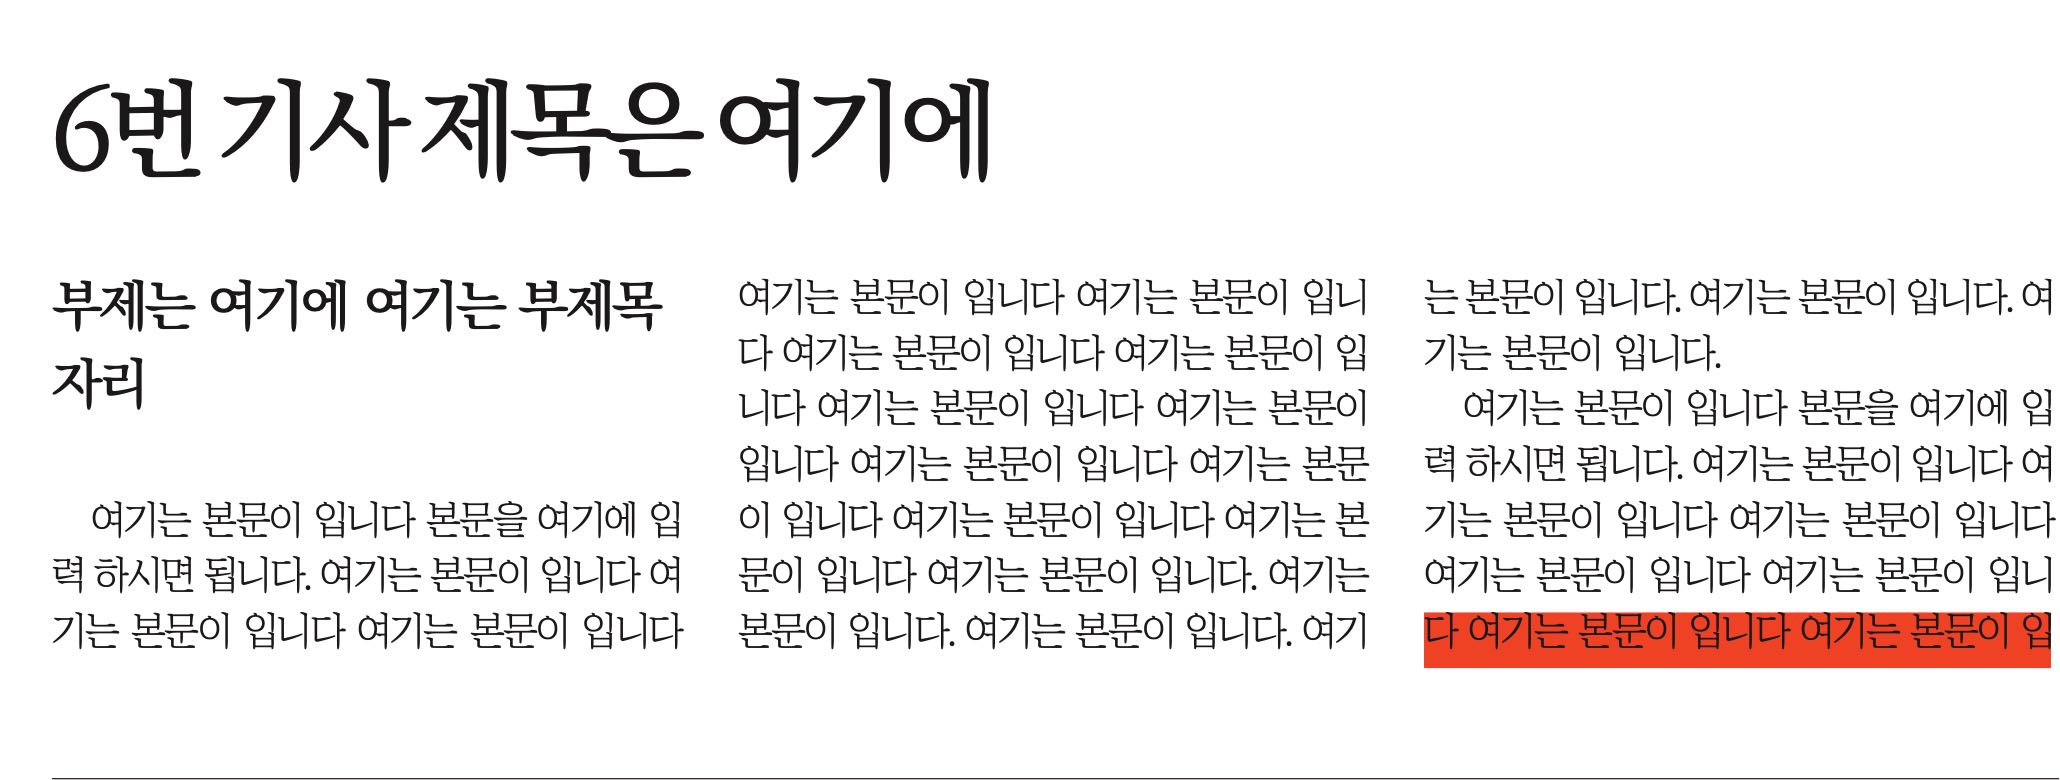 6번 기사 제목은 여기에
부제는 여기에 여기는 부제목
자리
여기는 본문이 입니다 본문을 여기에 입
력 하시면 됩니다. 여기는 본문이 입니다 여
기는 본문이 입니다 여기는 본문이 입니다
여기는 본문이 입니다 여기는 본문이 입니
다 여기는 본문이 입니다 여기는 본문이 입
니다 여기는 본문이 입니다 여기는 본문이
입니다 여기는 본문이 입니다 여기는 본문
이 입니다 여기는 본문이 입니다 여기는 본
문이 입니다 여기는 본문이 입니다. 여기는
본문이 입니다. 여기는 본문이 입니다. 여기
는 본문이 입니다. 여기는 본문이 입니다. 여
기는 본문이 입니다.
여기는 본문이 입니다 본문을 여기에 입
력 하시면 됩니다. 여기는 본문이 입니다 여
기는 본문이 입니다 여기는 본문이 입니다
여기는 본문이 입니다 여기는 본문이 입니
다 여기는 본문이 입니다 여기는 본문이 입